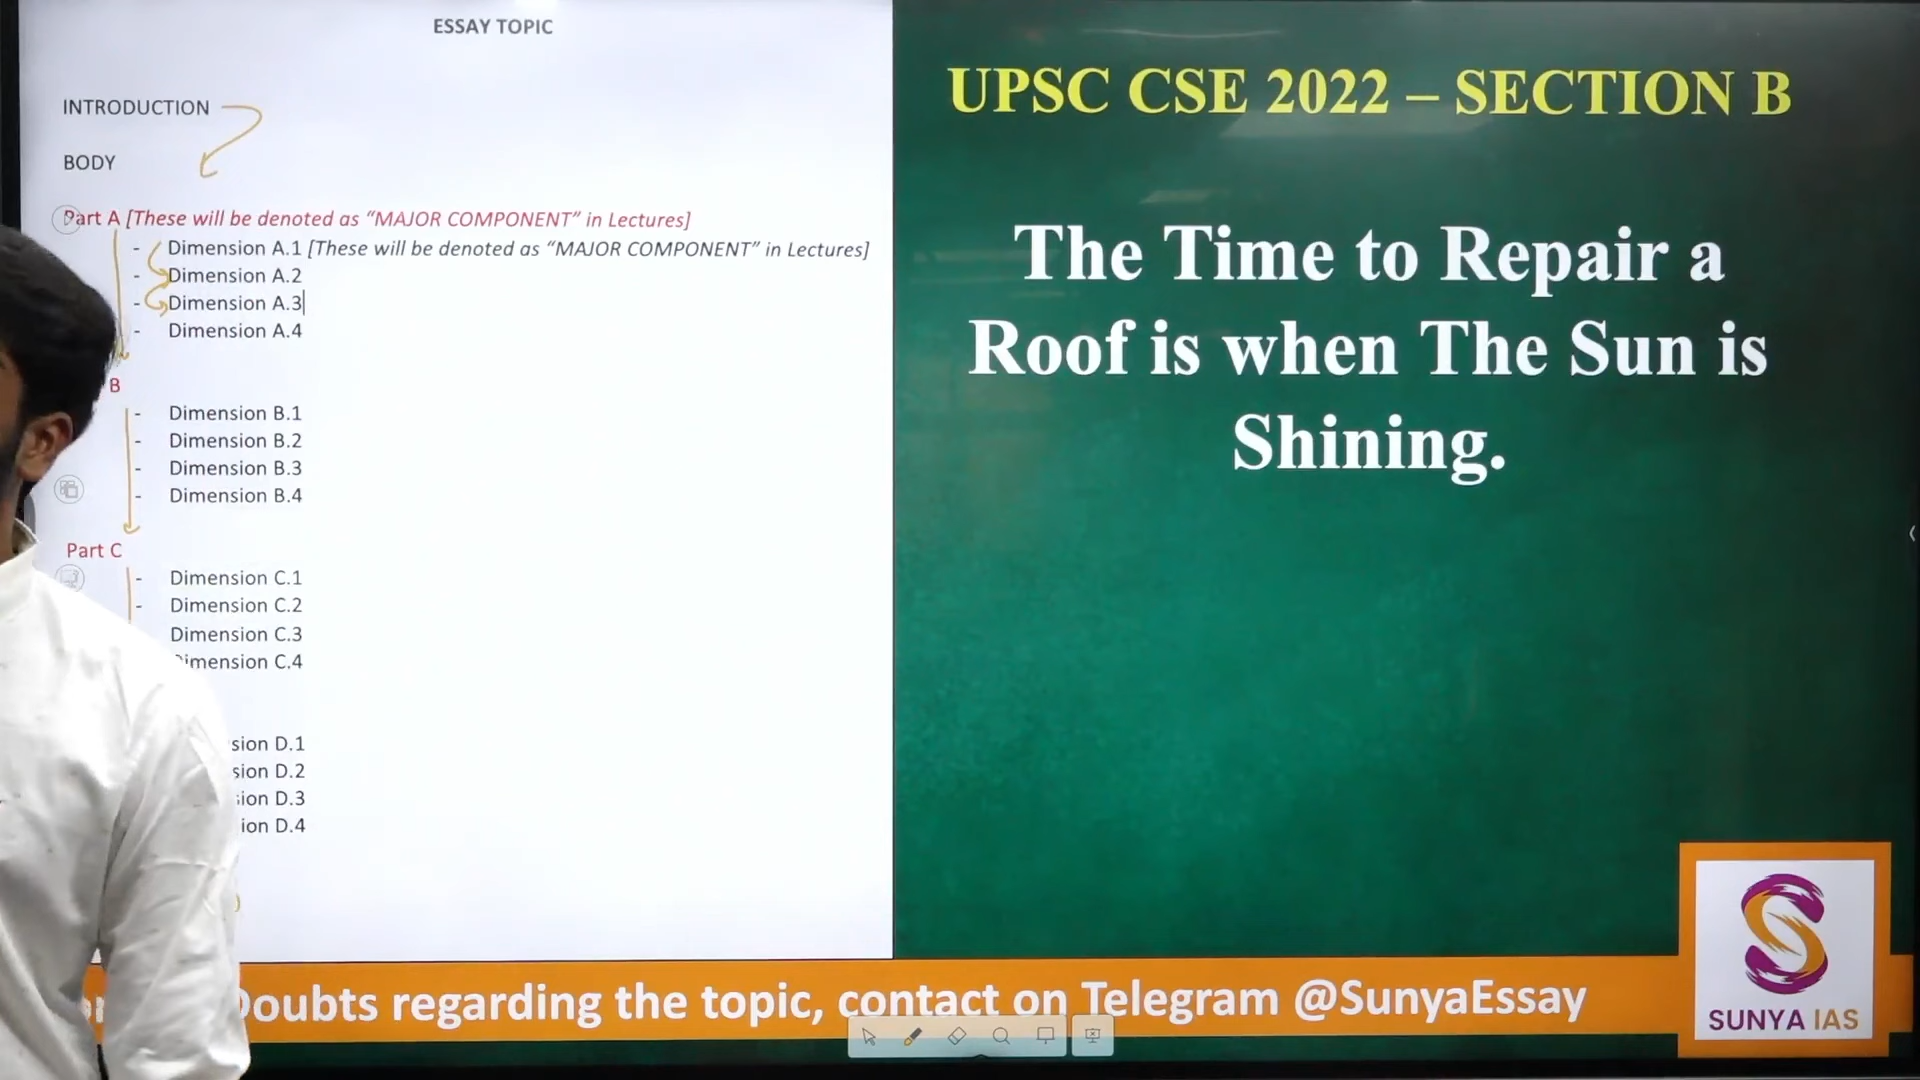 ESSAY TOPIC
INTRODUCTION
BODY
Part A [These will be denoted as “MAJOR COMPONENT” in Lectures]
- Dimension A.1 [These will be denoted as “MAJOR COMPONENT” in Lectures]
- Dimension A.2
- Dimension A.3
- Dimension A.4
B
- Dimension B.1
- Dimension B.2
- Dimension B.3
- Dimension B.4
Part C
- Dimension C.1
- Dimension C.2
Dimension C.3
imension C.4
sion D.1
sion D.2
sion D.3
ion D.4
UPSC CSE 2022 – SECTION B
The Time to Repair a
Roof is when The Sun is
Shining.
Doubts regarding the topic, contact on Telegram @SunyaEssay
SUNYA IAS